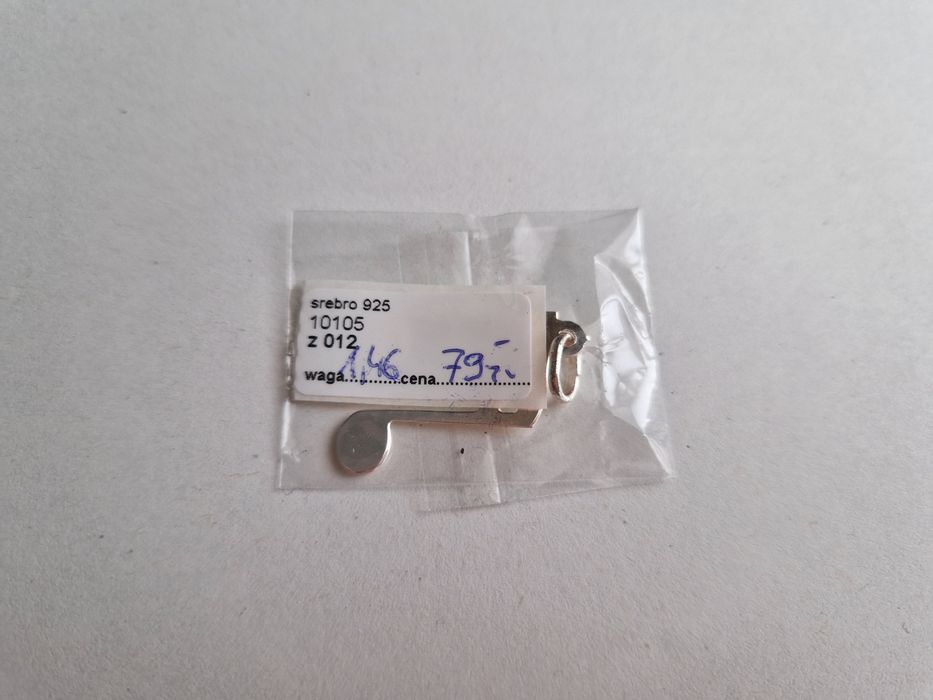 srebro 925
10105
z 012
waga..1,46..cena..79,-..